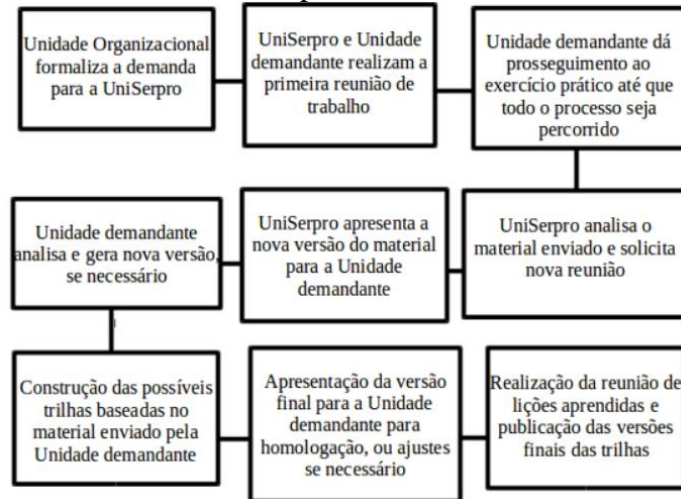 Unidade Organizacional
formaliza a demanda
para a UniSerpro
UniSerpro e Unidade
demandante realizam a
primeira reunião de
trabalho
Unidade demandante dá
prosseguimento ao
exercício prático até que
todo o processo seja
percorrido
UniSerpro analisa o
material enviado e solicita
nova reunião
UniSerpro apresenta a
nova versão do material
para a Unidade
demandante
Unidade demandante
analisa e gera nova versão,
se necessário
Construção das possíveis
trilhas baseadas no
material enviado pela
Unidade demandante
Apresentação da versão
final para a Unidade
demandante para
homologação, ou ajustes
se necessário
Realização da reunião de
lições aprendidas e
publicação das versões
finais das trilhas